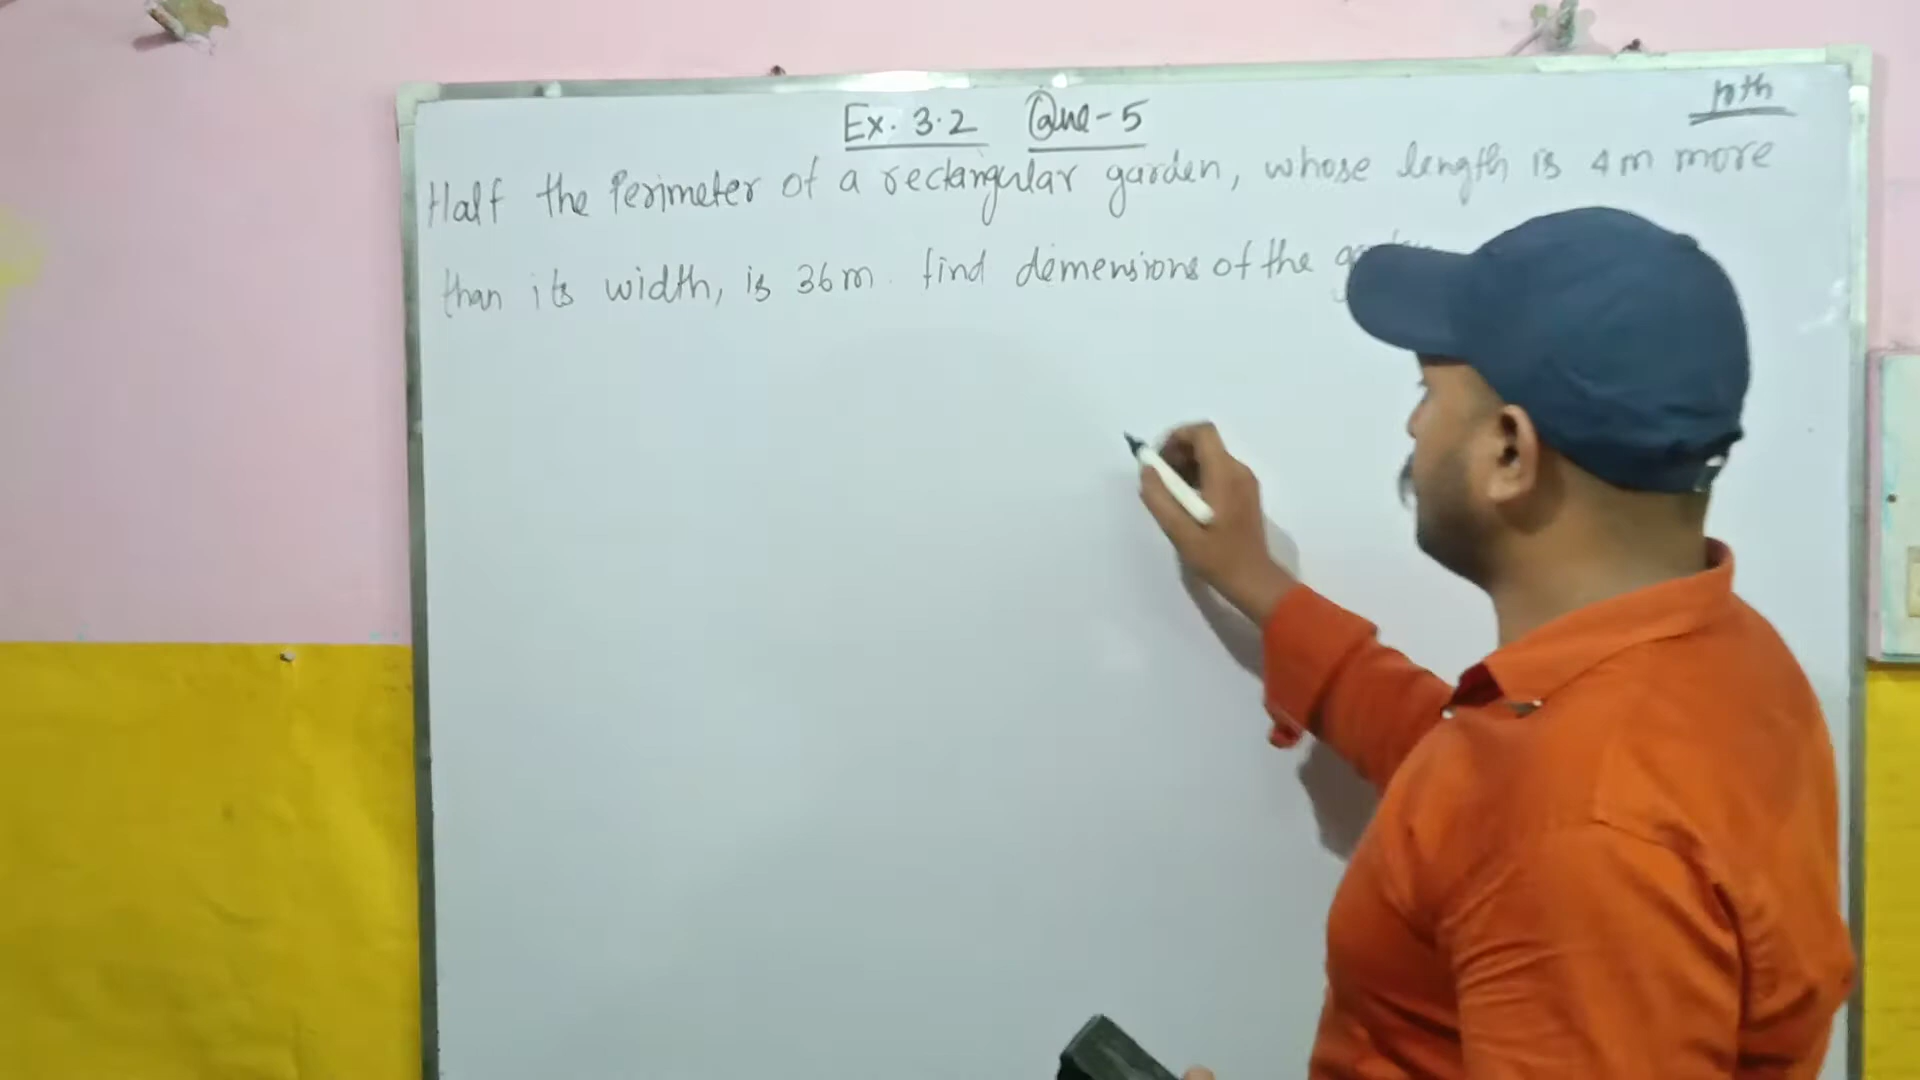 10th
Ex. 3.2 Que-5
Half the Perimeter of a rectangular garden, whose length is 4m more
than its width, is 36m. find demensions of the